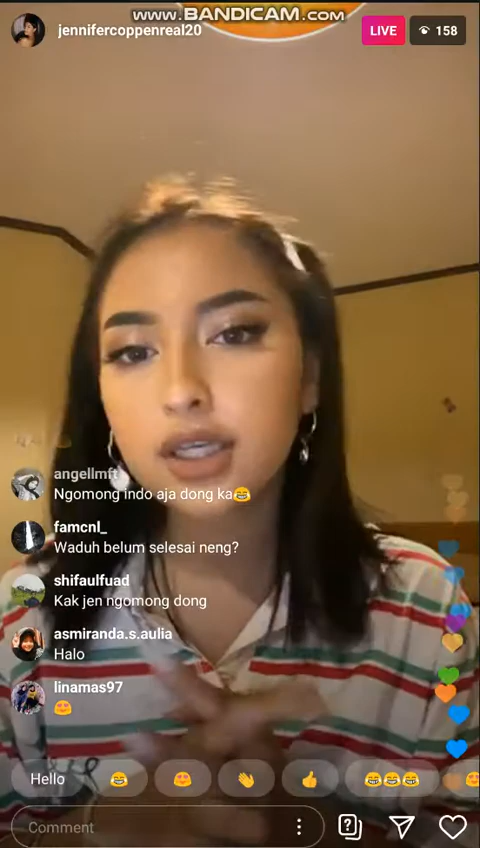 www.BANDICAM.com
jennifercoppenreal20
LIVE
158
angellmft
Ngomong indo aja dong ka😂
famcnl_
Waduh belum selesai neng?
shifaulfuad
Kak jen ngomong dong
asmiranda.s.aulia
Halo
linamas97
😍
Hello 😂 😍 👏 👍 😂😂😂 😍
Comment